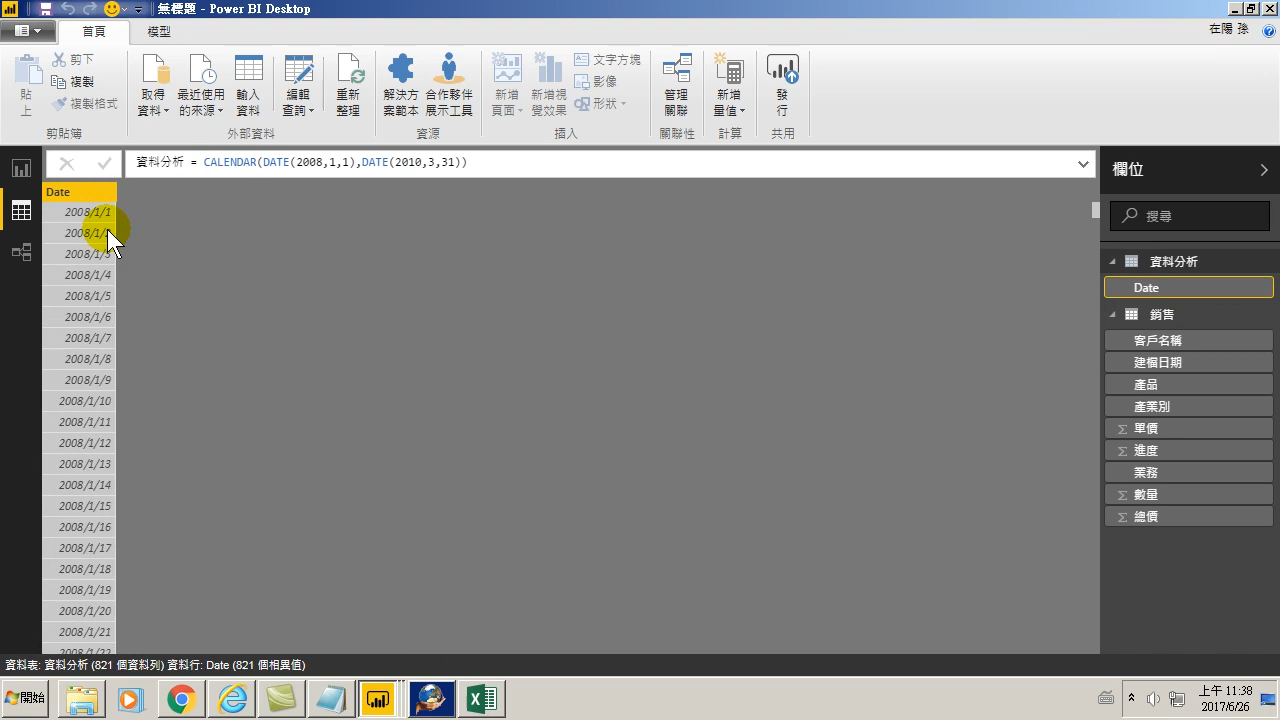 無標題 - Power BI Desktop
首頁
模型
在陽 孫
貼上
剪下
複製
複製格式
剪貼簿
取得資料
最近使用的來源
輸入資料
編輯查詢
重新整理
外部資料
解決方案範本
合作夥伴展示工具
資源
新增頁面
新增視覺效果
文字方塊
影像
形狀
插入
管理關聯
關聯性
新增量值
計算
發行
共用
資料分析 = CALENDAR(DATE(2008,1,1),DATE(2010,3,31))
Date
2008/1/1
2008/1/2
2008/1/3
2008/1/4
2008/1/5
2008/1/6
2008/1/7
2008/1/8
2008/1/9
2008/1/10
2008/1/11
2008/1/12
2008/1/13
2008/1/14
2008/1/15
2008/1/16
2008/1/17
2008/1/18
2008/1/19
2008/1/20
2008/1/21
2008/1/22
欄位
搜尋
資料分析
Date
銷售
客戶名稱
建檔日期
產品
產業別
Σ 單價
Σ 進度
業務
Σ 數量
Σ 總價
資料表: 資料分析 (821 個資料列) 資料行: Date (821 個相異值)
開始
上午 11:38
2017/6/26